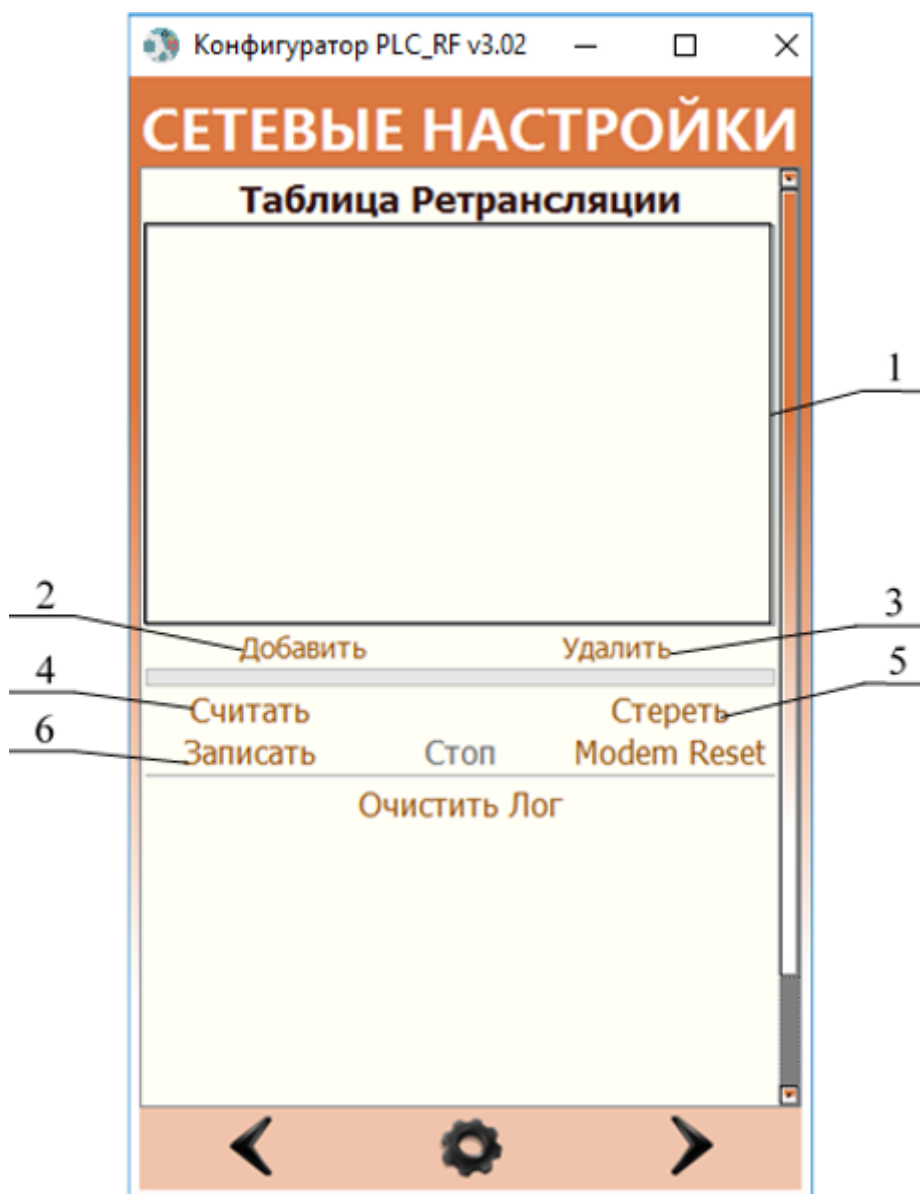 Конфигуратор PLC_RF v3.02
СЕТЕВЫЕ НАСТРОЙКИ
Таблица Ретрансляции
1
2
3
Добавить Удалить
4
5
Считать Стереть
6
Записать Стоп Modem Reset
Очистить Лог